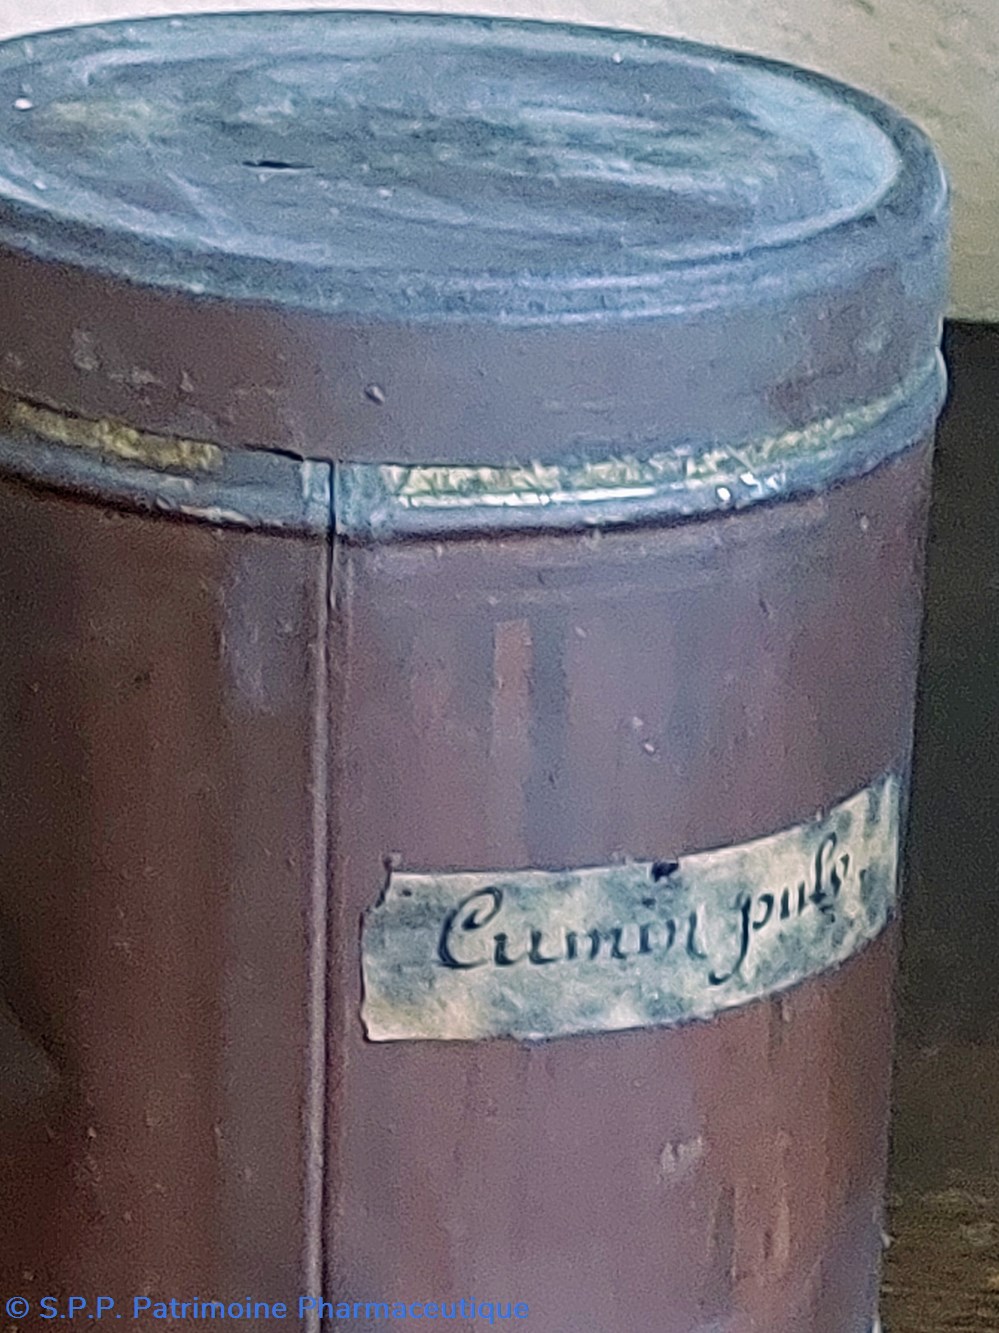 Cumin pulv.
© S.P.P. Patrimoine Pharmaceutique